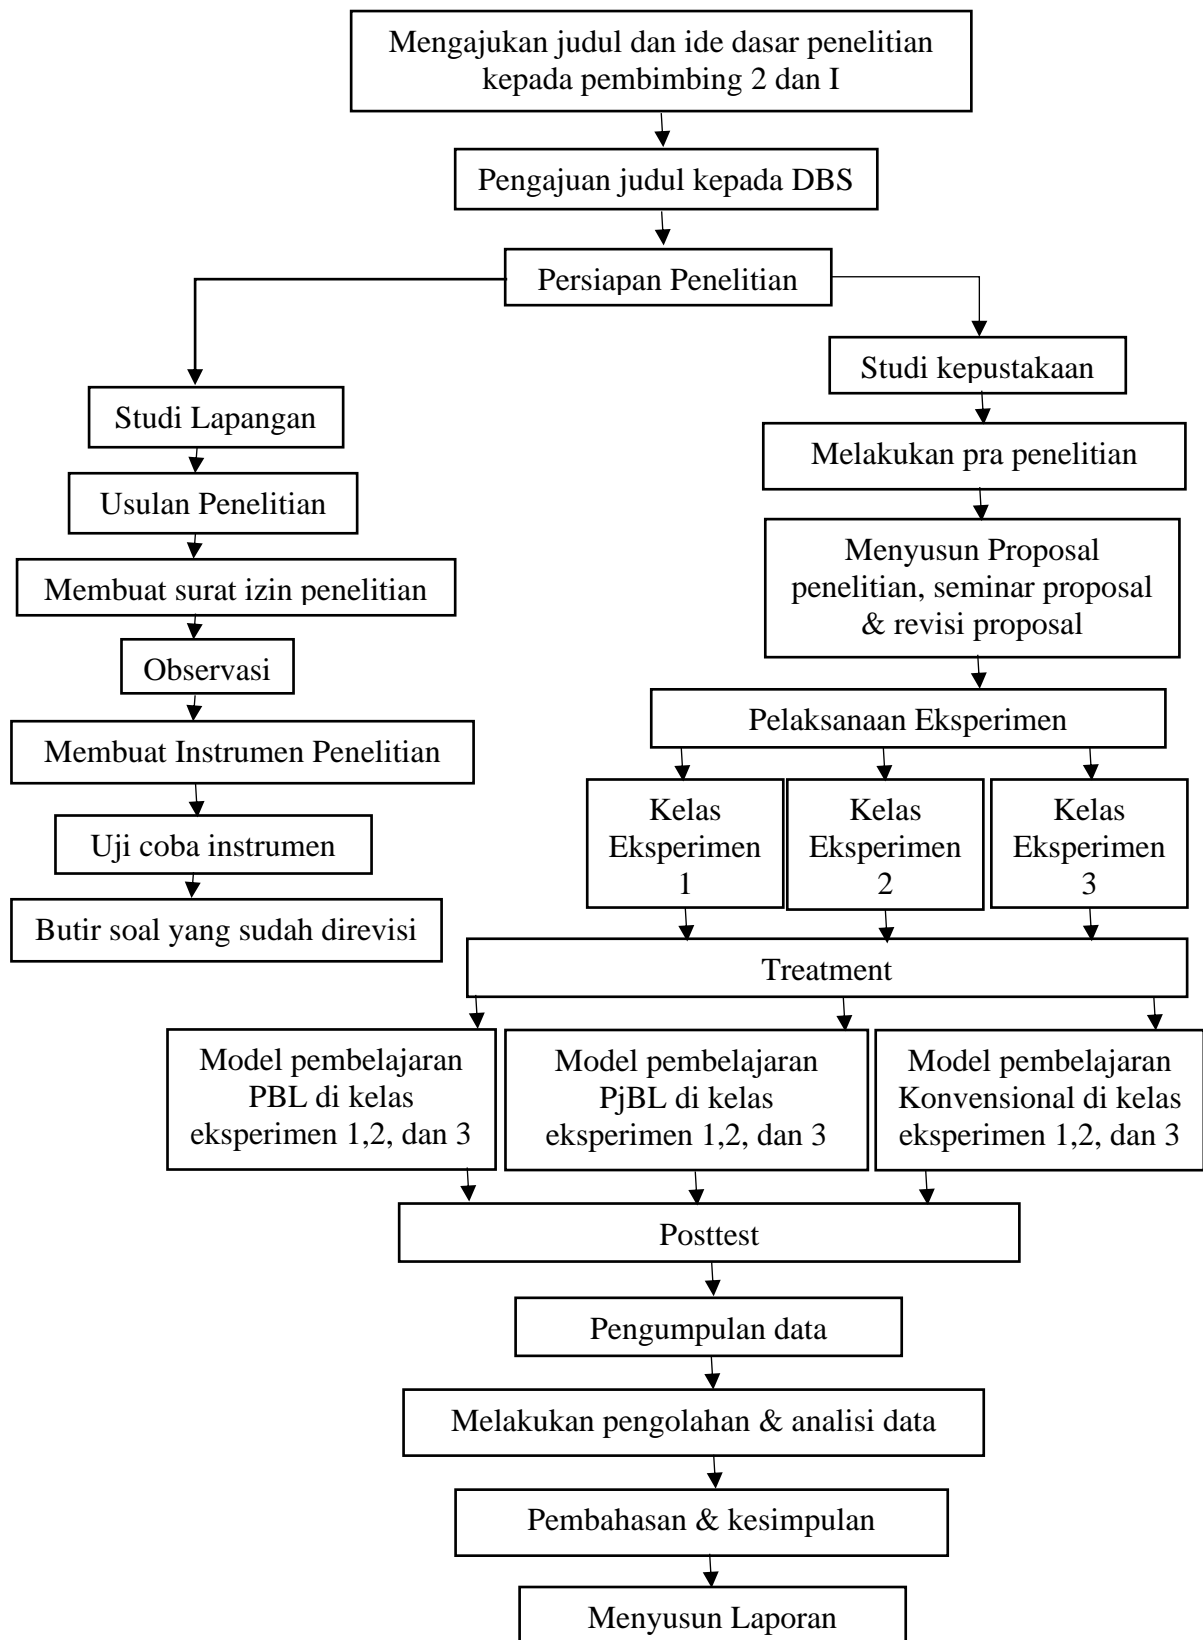 Mengajukan judul dan ide dasar penelitian
kepada pembimbing 2 dan I
Pengajuan judul kepada DBS
Persiapan Penelitian
Studi Lapangan
Usulan Penelitian
Membuat surat izin penelitian
Observasi
Membuat Instrumen Penelitian
Uji coba instrumen
Butir soal yang sudah direvisi
Studi kepustakaan
Melakukan pra penelitian
Menyusun Proposal
penelitian, seminar proposal
& revisi proposal
Pelaksanaan Eksperimen
Kelas
Eksperimen
1
Kelas
Eksperimen
2
Kelas
Eksperimen
3
Treatment
Model pembelajaran
PBL di kelas
eksperimen 1,2, dan 3
Model pembelajaran
PjBL di kelas
eksperimen 1,2, dan 3
Model pembelajaran
Konvensional di kelas
eksperimen 1,2, dan 3
Posttest
Pengumpulan data
Melakukan pengolahan & analisi data
Pembahasan & kesimpulan
Menyusun Laporan